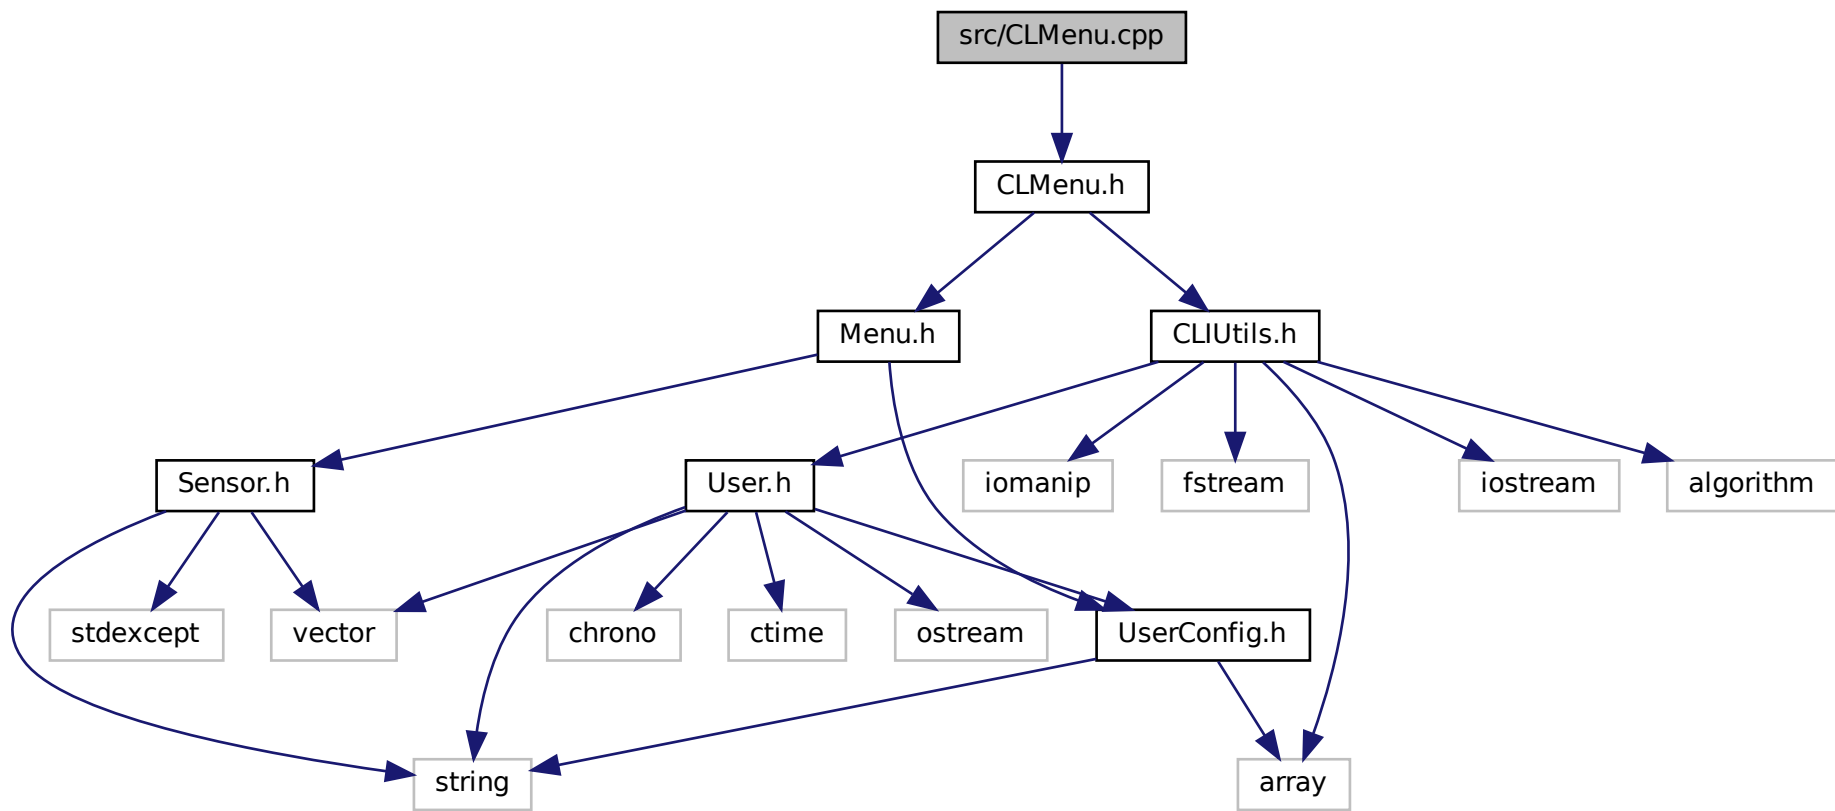 src/CLMenu.cpp
CLMenu.h
Menu.h
CLIUtils.h
Sensor.h
User.h
iomanip
fstream
iostream
algorithm
stdexcept
vector
chrono
ctime
ostream
UserConfig.h
string
array